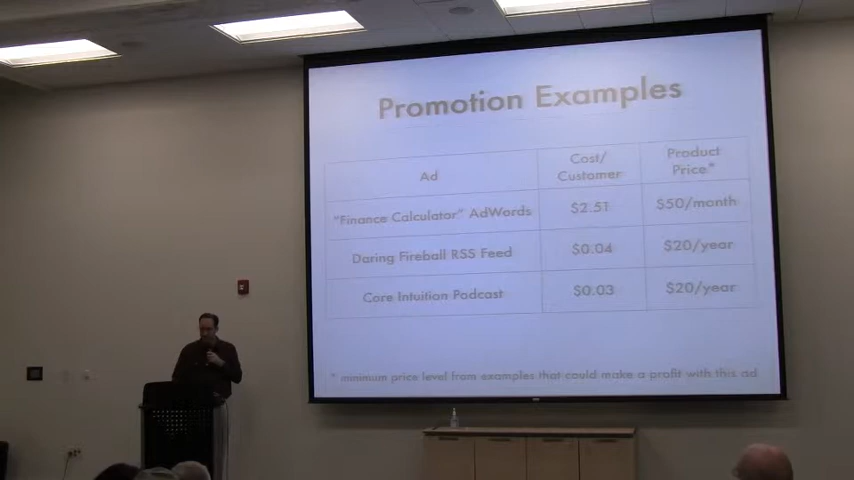 Promotion Examples
Ad
Cost/
Customer
Product
Price*
"Finance Calculator" AdWords
$2.51
$50/month
Daring Fireball RSS Feed
$0.04
$20/year
Core Intuition Podcast
$0.03
$20/year
* minimum price level from examples that could make a profit with this ad